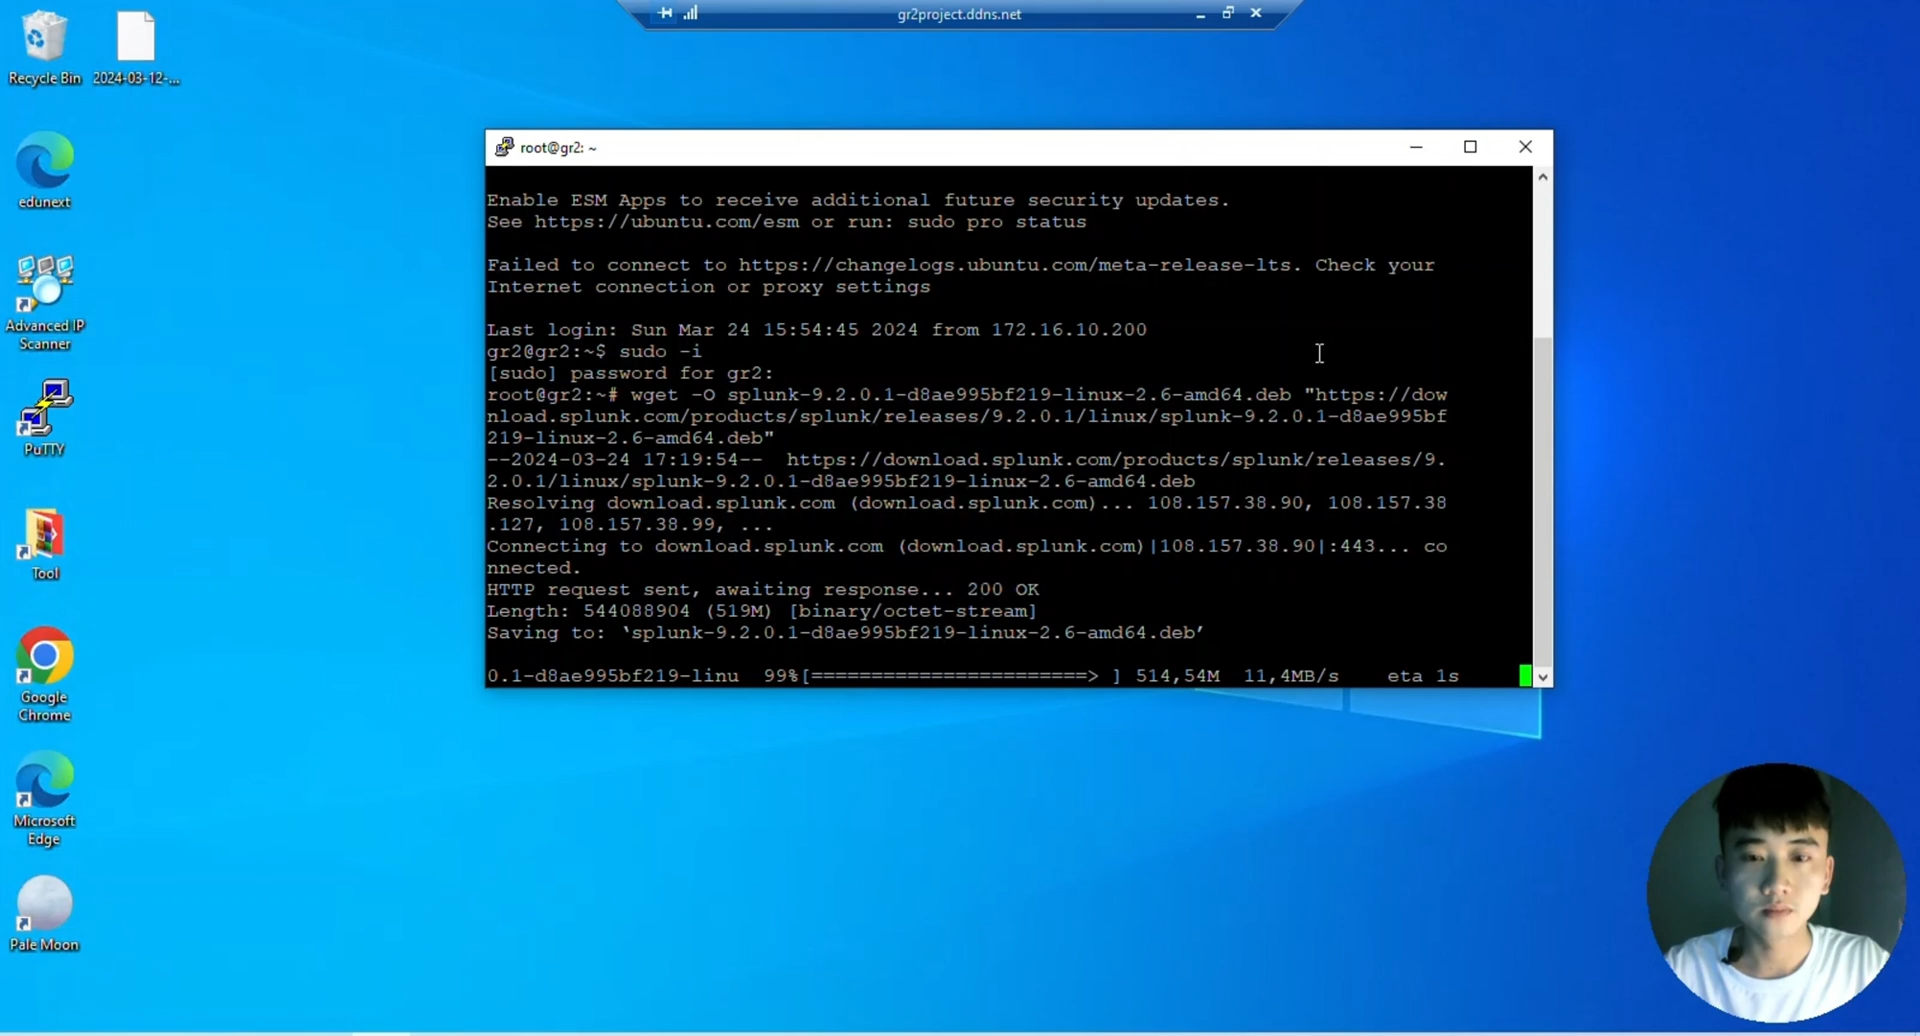 gr2project.ddns.net
Recycle Bin
2024-03-12-...
edunext
Advanced IP
Scanner
PuTTY
Tool
Google
Chrome
Microsoft
Edge
Pale Moon
root@gr2: ~
Enable ESM Apps to receive additional future security updates.
See https://ubuntu.com/esm or run: sudo pro status
Failed to connect to https://changelogs.ubuntu.com/meta-release-lts. Check your
Internet connection or proxy settings
Last login: Sun Mar 24 15:54:45 2024 from 172.16.10.200
gr2@gr2:~$ sudo -i
[sudo] password for gr2:
root@gr2:~# wget -O splunk-9.2.0.1-d8ae995bf219-linux-2.6-amd64.deb "https://dow
nload.splunk.com/products/splunk/releases/9.2.0.1/linux/splunk-9.2.0.1-d8ae995bf
219-linux-2.6-amd64.deb"
--2024-03-24 17:19:54--  https://download.splunk.com/products/splunk/releases/9.
2.0.1/linux/splunk-9.2.0.1-d8ae995bf219-linux-2.6-amd64.deb
Resolving download.splunk.com (download.splunk.com)... 108.157.38.90, 108.157.38
.127, 108.157.38.99, ...
Connecting to download.splunk.com (download.splunk.com)|108.157.38.90|:443... co
nnected.
HTTP request sent, awaiting response... 200 OK
Length: 544088904 (519M) [binary/octet-stream]
Saving to: ‘splunk-9.2.0.1-d8ae995bf219-linux-2.6-amd64.deb’
0.1-d8ae995bf219-linu  99%[=======================> ] 514,54M  11,4MB/s    eta 1s